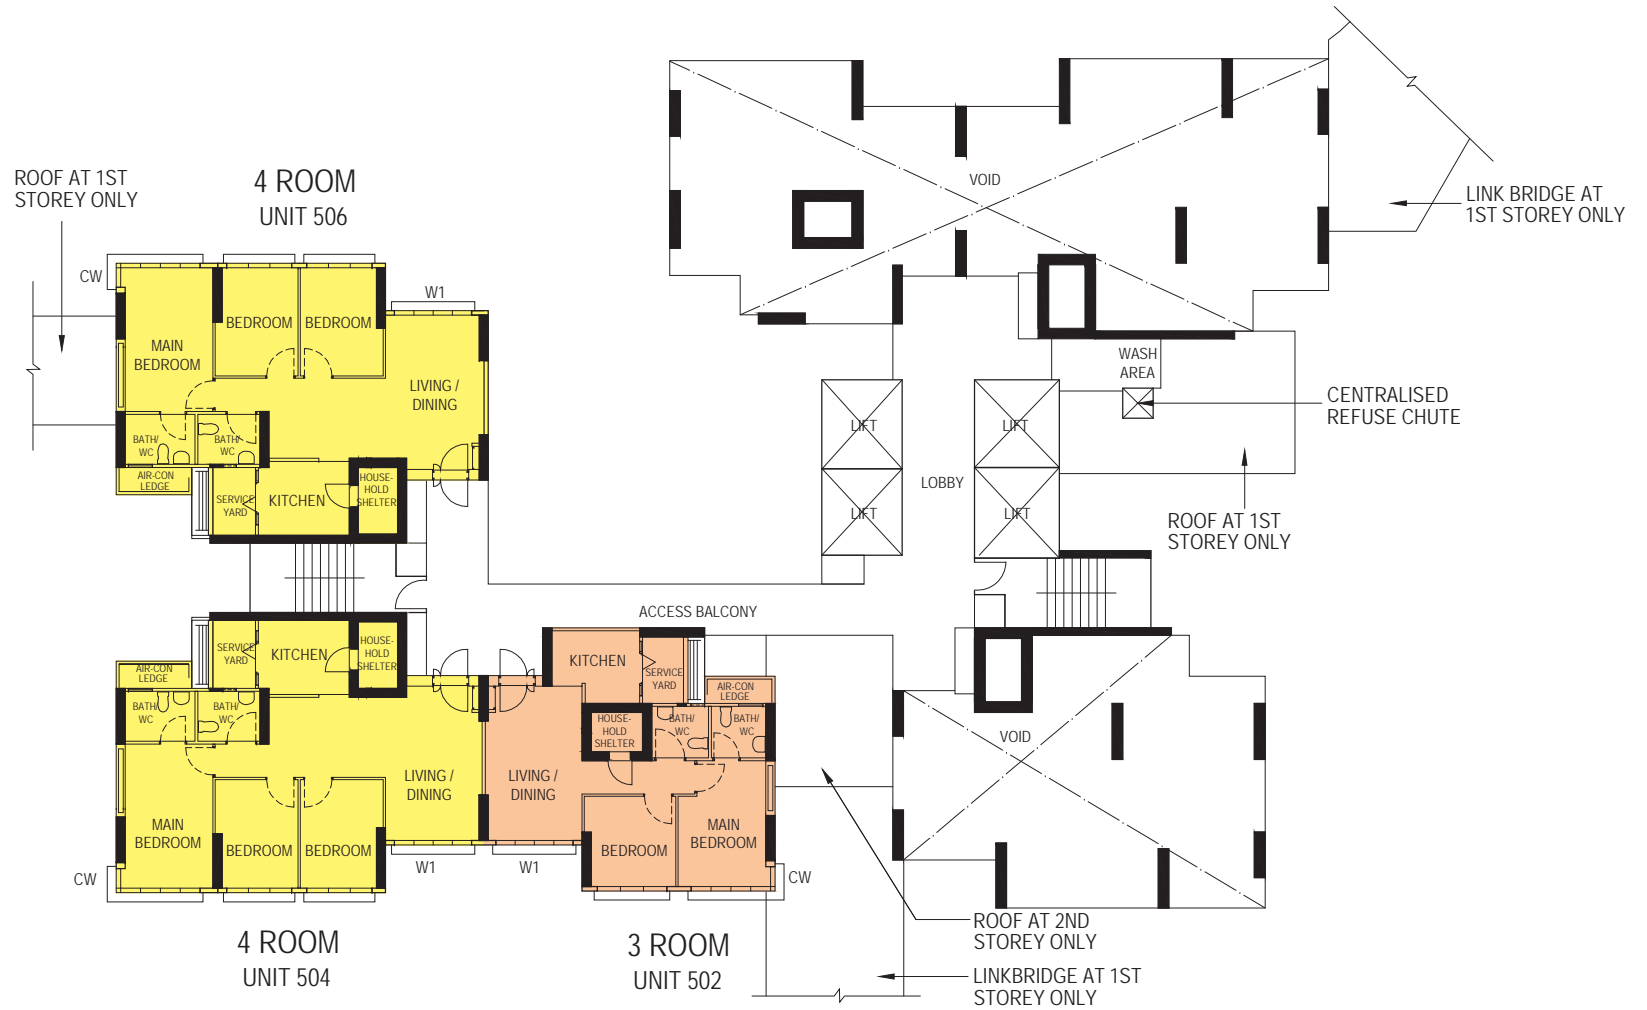 ROOF AT 1ST
STOREY ONLY
4 ROOM
UNIT 506
CW
W1
BEDROOM
BEDROOM
MAIN
BEDROOM
LIVING /
DINING
BATH/
WC
BATH/
WC
AIR-CON
LEDGE
SERVICE
YARD
KITCHEN
HOUSE-
HOLD
SHELTER
VOID
LINK BRIDGE AT
1ST STOREY ONLY
WASH
AREA
CENTRALISED
REFUSE CHUTE
LIFT
LIFT
LOBBY
LIFT
LIFT
ROOF AT 1ST
STOREY ONLY
ACCESS BALCONY
SERVICE
YARD
KITCHEN
HOUSE-
HOLD
SHELTER
AIR-CON
LEDGE
BATH/
WC
BATH/
WC
LIVING /
DINING
MAIN
BEDROOM
BEDROOM
BEDROOM
CW
W1
4 ROOM
UNIT 504
KITCHEN
SERVICE
YARD
AIR-CON
LEDGE
HOUSE-
HOLD
SHELTER
BATH/
WC
BATH/
WC
LIVING /
DINING
BEDROOM
MAIN
BEDROOM
W1
CW
3 ROOM
UNIT 502
VOID
ROOF AT 2ND
STOREY ONLY
LINKBRIDGE AT 1ST
STOREY ONLY